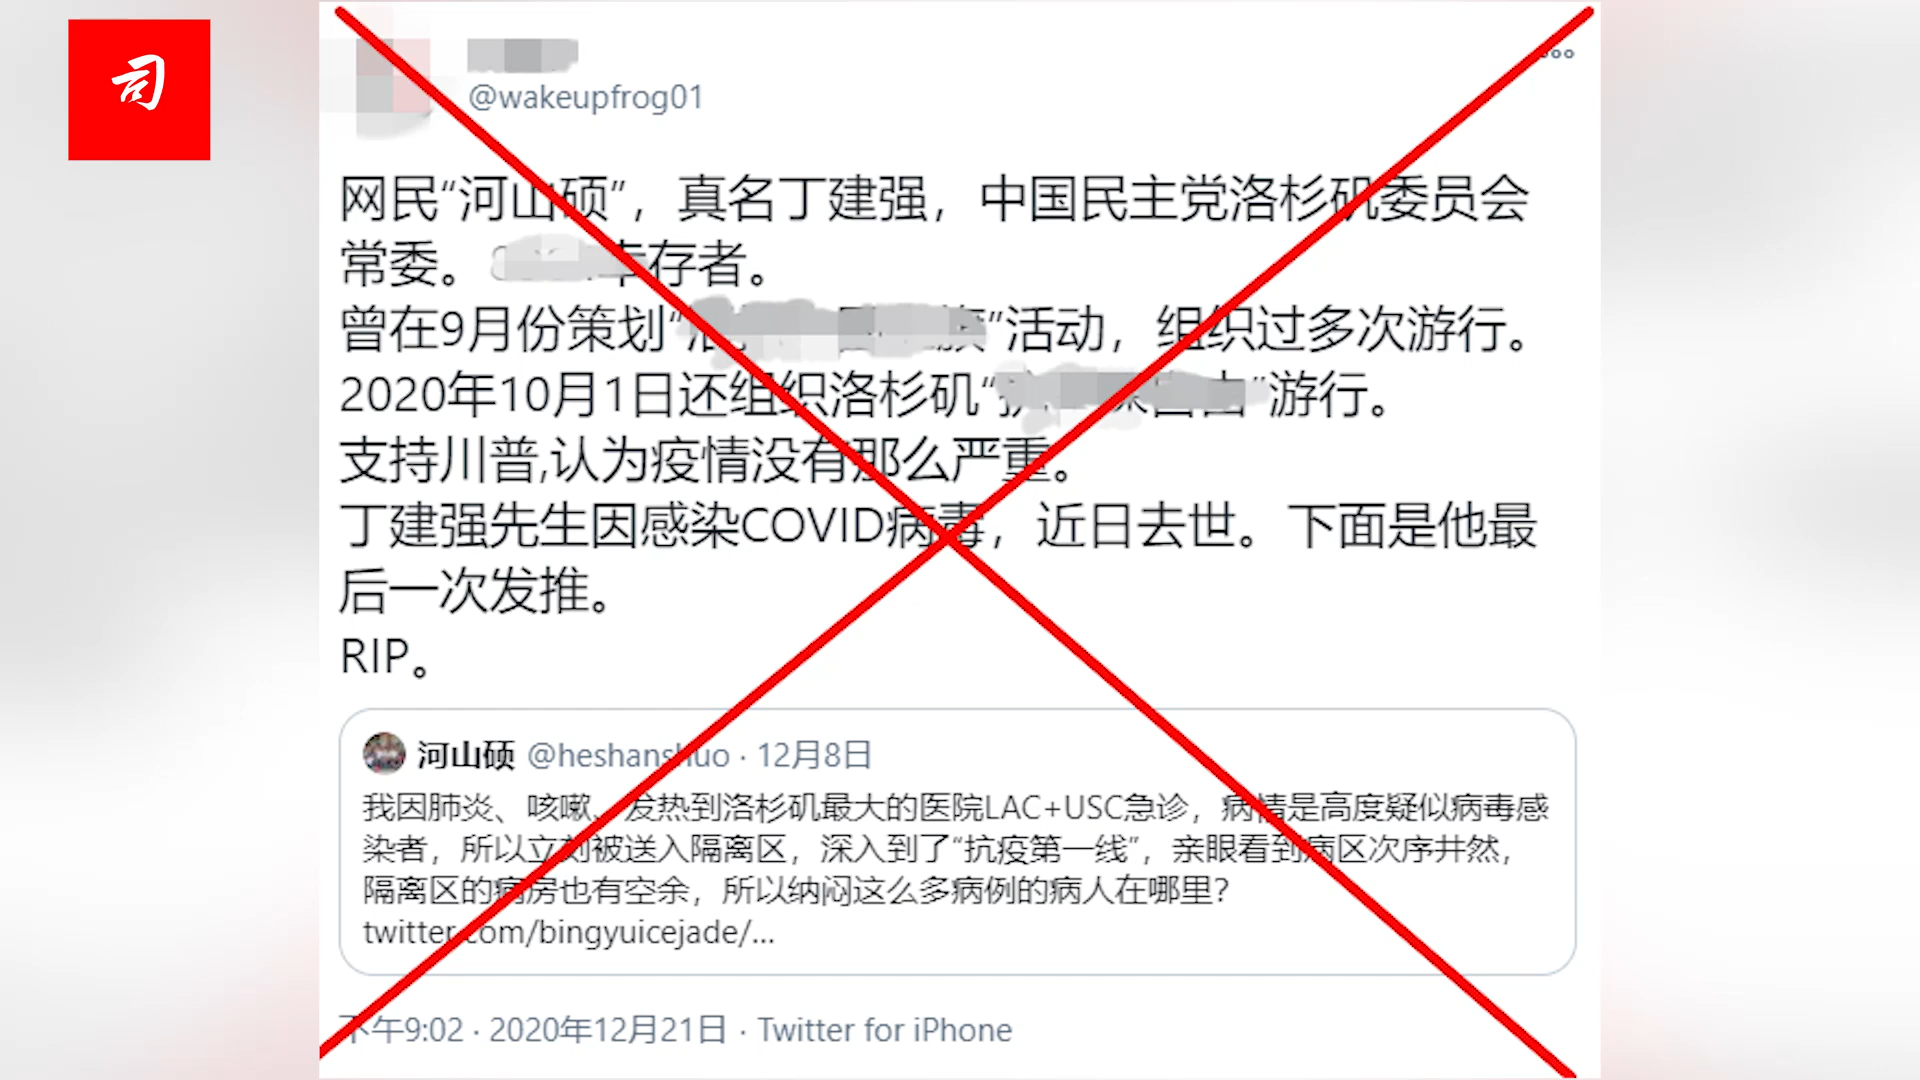 司
@wakeupfrog01
网民“河山硕”，真名丁建强，中国民主党洛杉矶委员会
常委。 幸存者。
曾在9月份策划“ ”活动，组织过多次游行。
2020年10月1日还组织洛杉矶“ ”游行。
支持川普,认为疫情没有那么严重。
丁建强先生因感染COVID病毒，近日去世。下面是他最
后一次发推。
RIP。
河山硕 @heshanshuo · 12月8日
我因肺炎、咳嗽、发热到洛杉矶最大的医院LAC+USC急诊，病情是高度疑似病毒感
染者，所以立刻被送入隔离区，深入到了“抗疫第一线”，亲眼看到病区次序井然，
隔离区的病房也有空余，所以纳闷这么多病例的病人在哪里?
twitter.com/bingyuicejade/...
下午9:02 · 2020年12月21日 · Twitter for iPhone